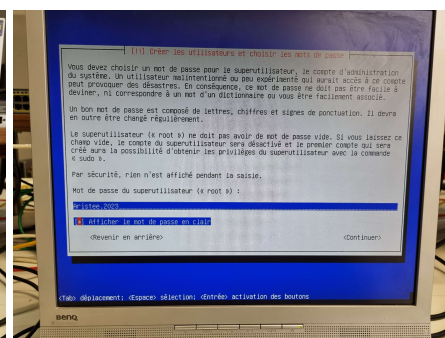 [!!] Créer les utilisateurs et choisir les mots de passe
Vous devez choisir un mot de passe pour le superutilisateur, le compte d'administration
du système. Un utilisateur malintentionné ou peu expérimenté qui aurait accès à ce compte
peut provoquer des désastres. En conséquence, ce mot de passe ne doit pas être facile à
deviner, ni correspondre à un mot d'un dictionnaire ou vous être facilement associé.
Un bon mot de passe est composé de lettres, chiffres et signes de ponctuation. Il devra
en outre être changé régulièrement.
Le superutilisateur (« root ») ne doit pas avoir de mot de passe vide. Si vous laissez ce
champ vide, le compte du superutilisateur sera désactivé et le premier compte qui sera
créé aura la possibilité d'obtenir les privilèges du superutilisateur avec la commande
« sudo ».
Par sécurité, rien n'est affiché pendant la saisie.
Mot de passe du superutilisateur (« root ») :
Aristee.2023
[*] Afficher le mot de passe en clair
<Revenir en arrière> <Continuer>
<Tab> déplacement; <Espace> sélection; <Entrée> activation des boutons
BenQ